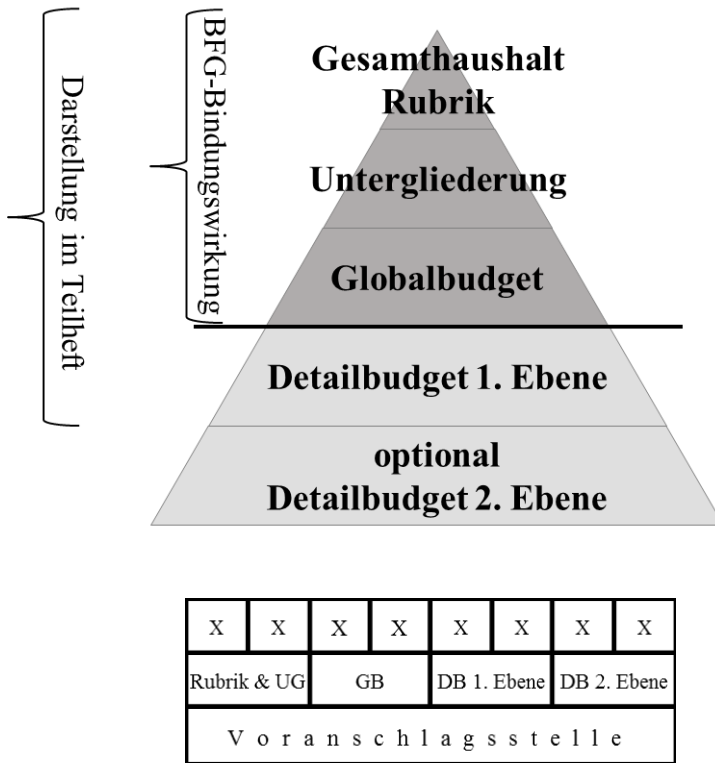 Darstellung im Teilheft
BFG-Bindungswirkung
Gesamthaushalt
Rubrik
Untergliederung
Globalbudget
Detailbudget 1. Ebene
optional
Detailbudget 2. Ebene
X X X X X X X X
Rubrik & UG GB DB 1. Ebene DB 2. Ebene
Voranschlagsstelle